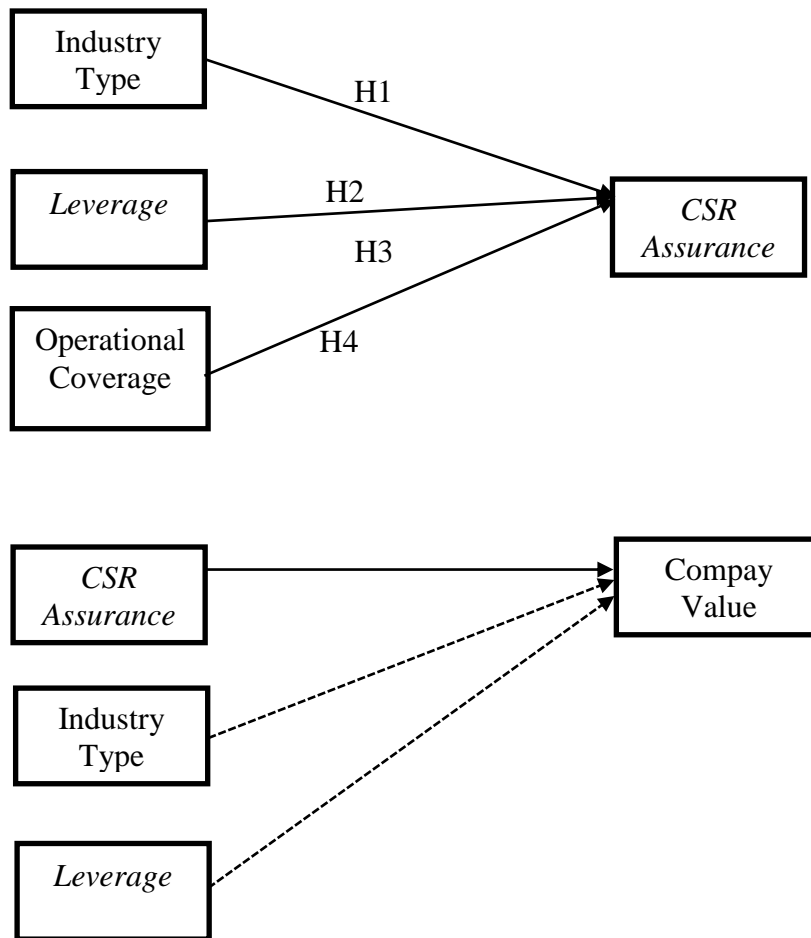 Industry
Type
H1
Leverage
H2
CSR
Assurance
H3
Operational
Coverage
H4
CSR
Assurance
Compay
Value
Industry
Type
Leverage